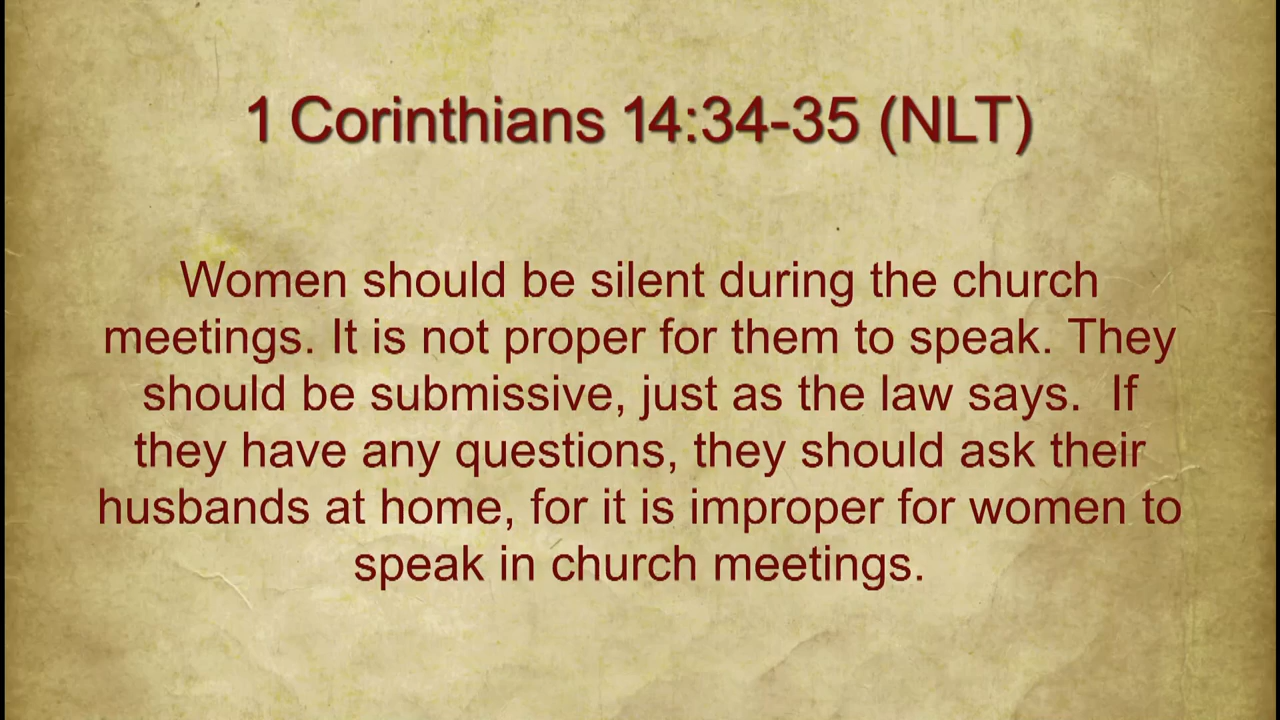 1 Corinthians 14:34-35 (NLT)
Women should be silent during the church
meetings. It is not proper for them to speak. They
should be submissive, just as the law says.  If
they have any questions, they should ask their
husbands at home, for it is improper for women to
speak in church meetings.